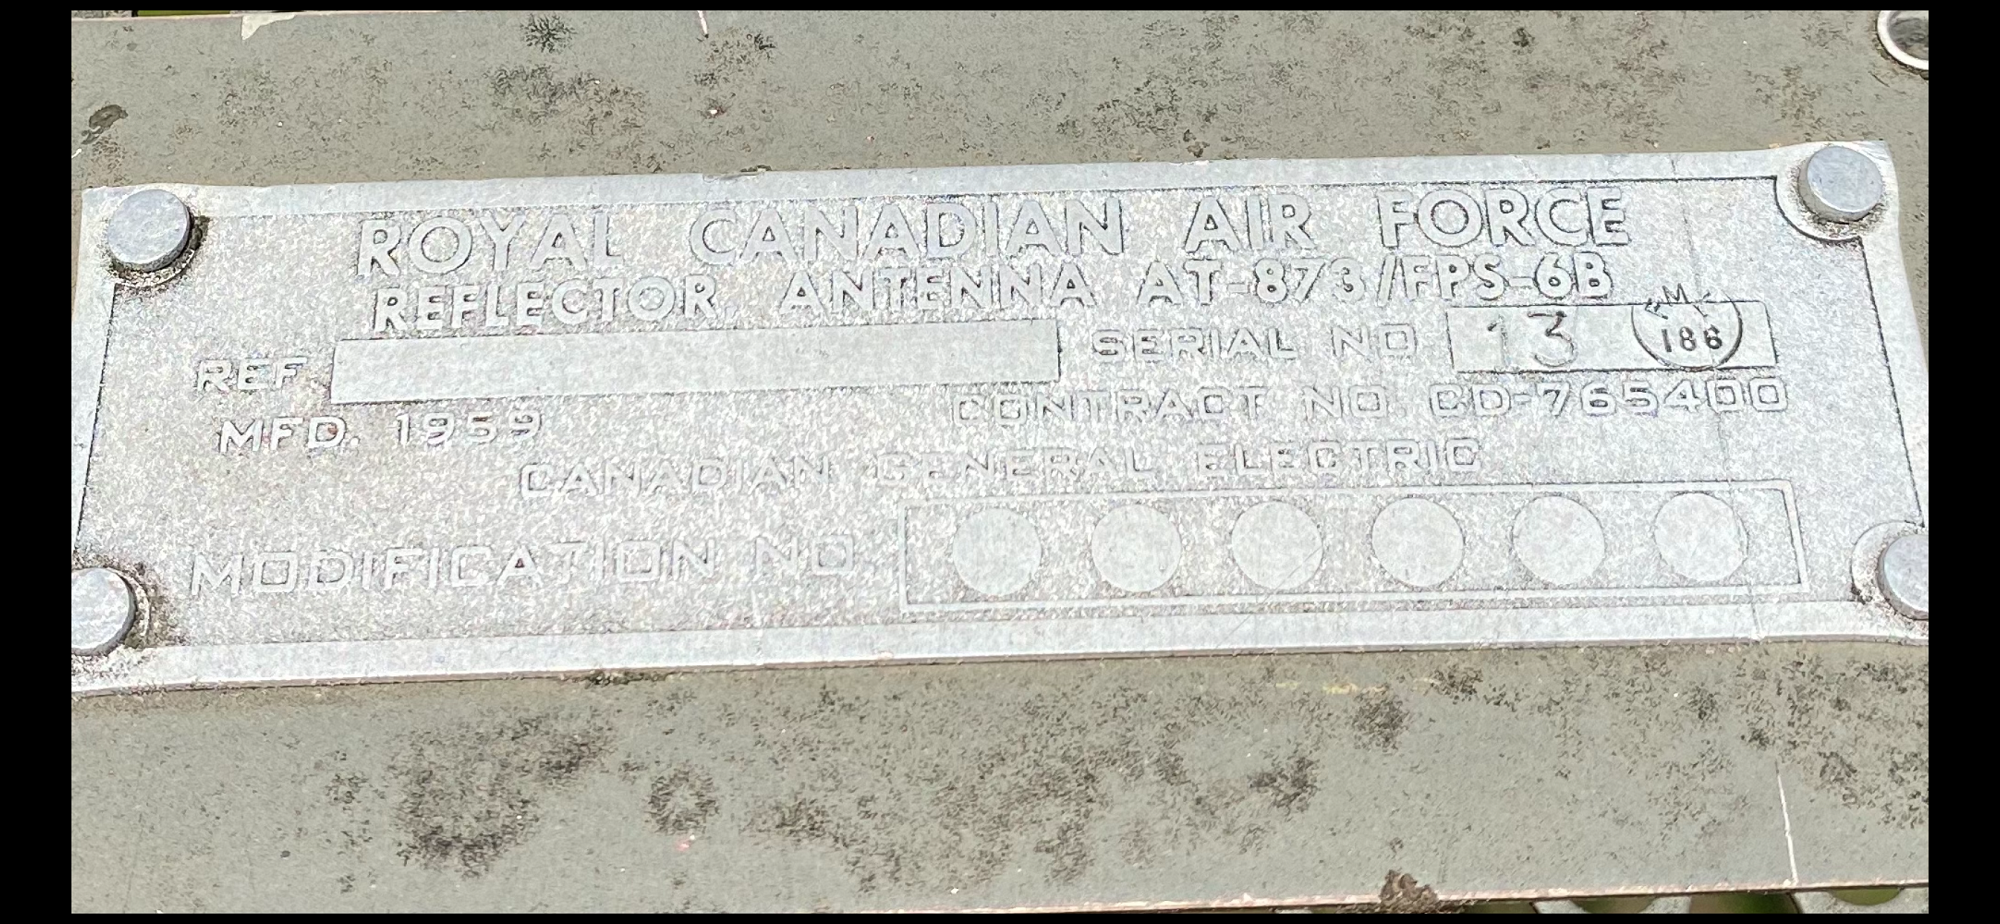 ROYAL CANADIAN AIR FORCE
REFLECTOR, ANTENNA AT-873/FPS-6B
REF SERIAL NO 13 M 186
MFD. 1959 CONTRACT NO. CD-765400
CANADIAN GENERAL ELECTRIC
MODIFICATION NO.